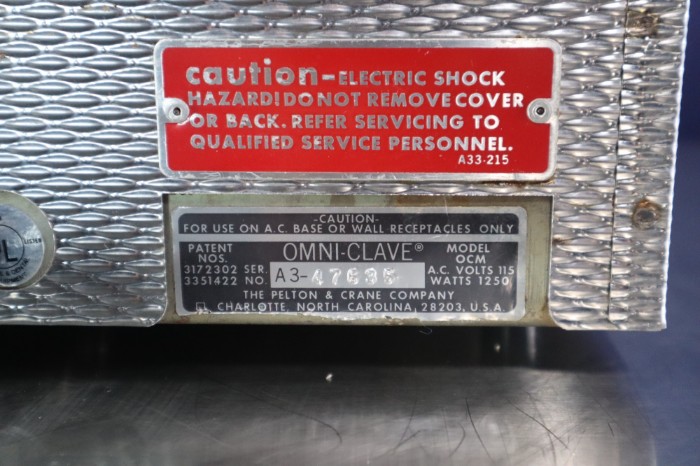 caution-ELECTRIC SHOCK
HAZARD!DO NOT REMOVE COVER
OR BACK. REFER SERVICING TO
QUALIFIED SERVICE PERSONNEL.
A33-215
-CAUTION-
FOR USE ON A.C. BASE OR WALL RECEPTACLES ONLY
PATENT NOS. OMNI-CLAVE® MODEL OCM
3172302 SER. A3- A.C. VOLTS 115
3351422 NO. WATTS 1250
THE PELTON & CRANE COMPANY
CHARLOTTE, NORTH CAROLINA, 28203, U.S.A.